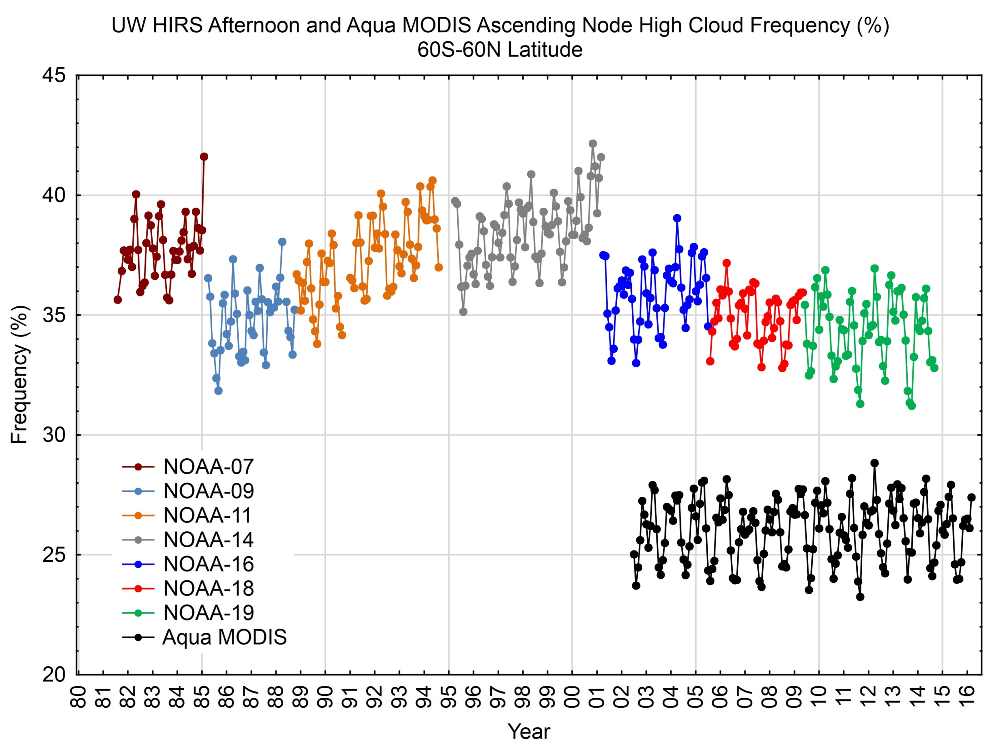 UW HIRS Afternoon and Aqua MODIS Ascending Node High Cloud Frequency (%)
60S-60N Latitude
Frequency (%)
45
40
35
30
25
20
NOAA-07
NOAA-09
NOAA-11
NOAA-14
NOAA-16
NOAA-18
NOAA-19
Aqua MODIS
80 81 82 83 84 85 86 87 88 89 90 91 92 93 94 95 96 97 98 99 00 01 02 03 04 05 06 07 08 09 10 11 12 13 14 15 16
Year